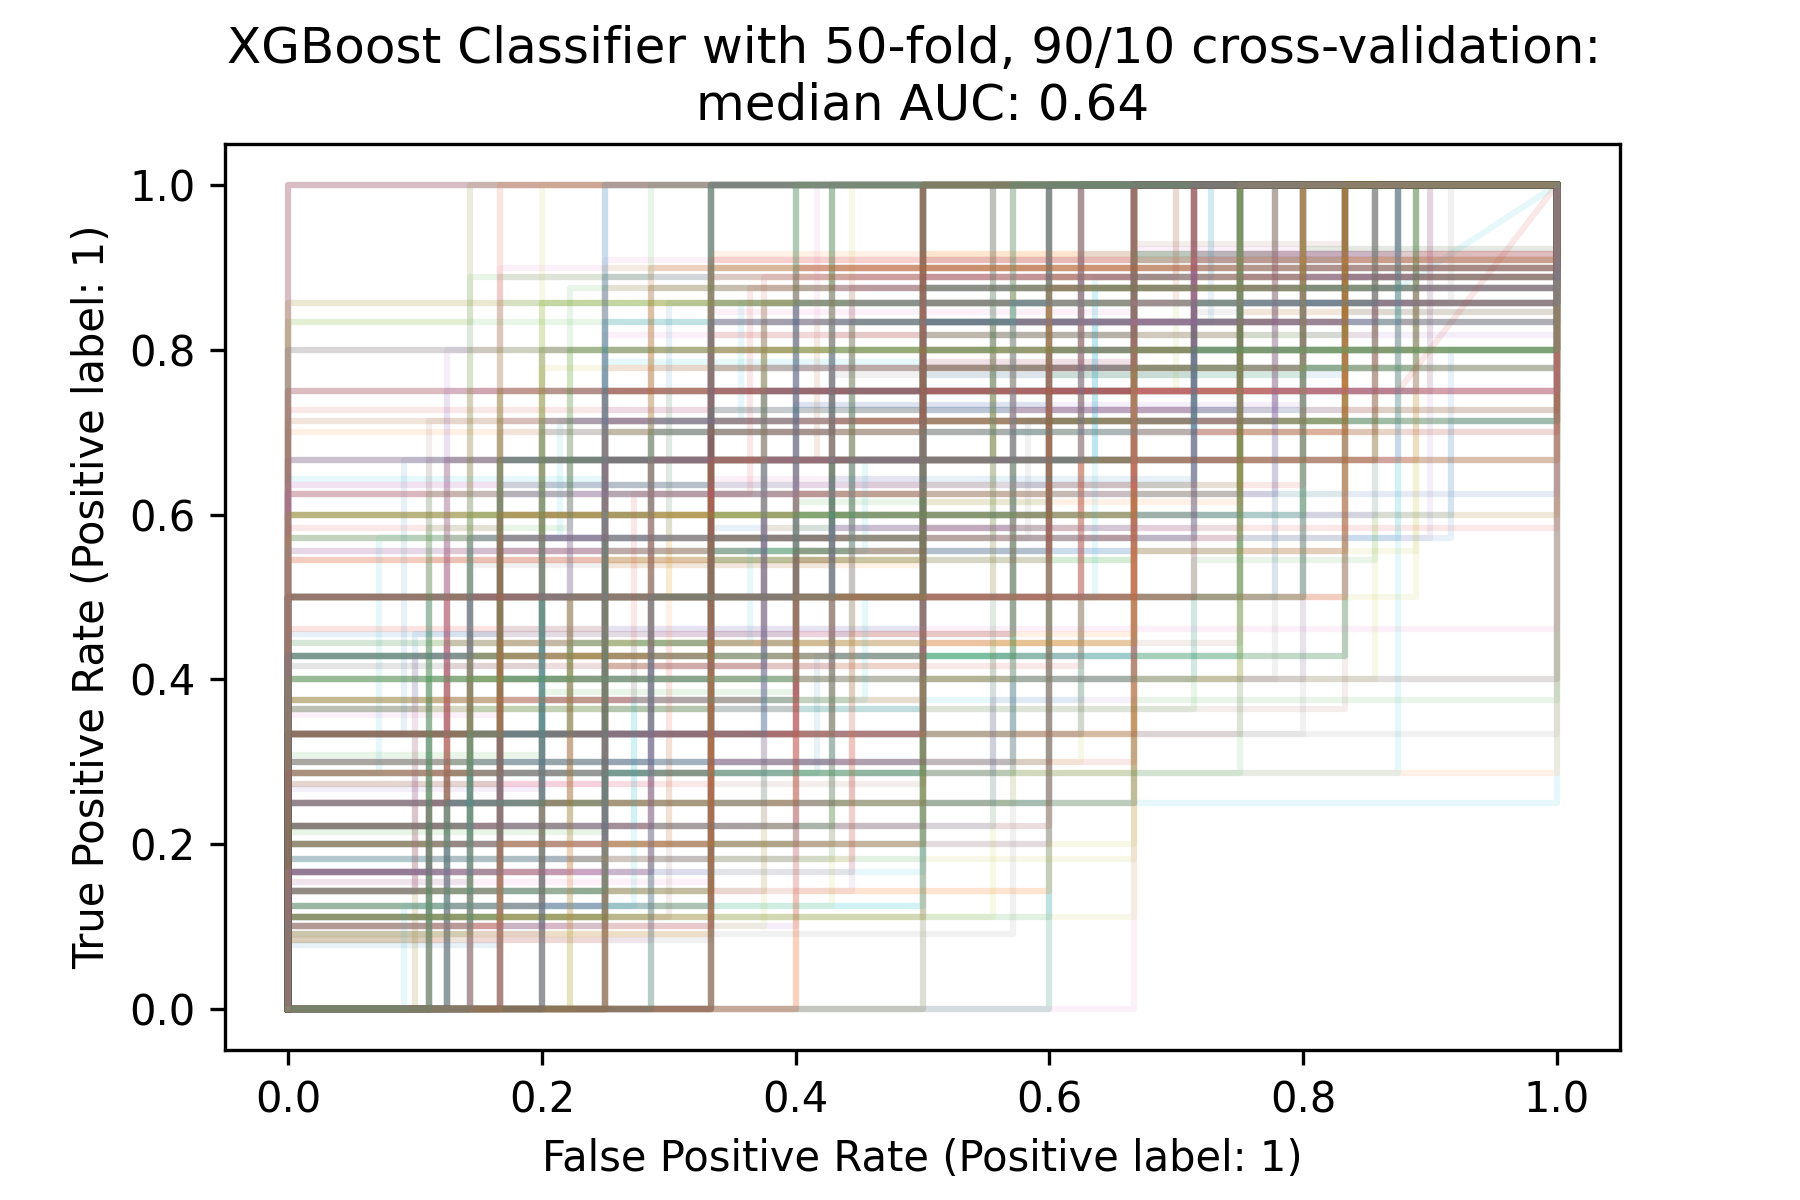 XGBoost Classifier with 50-fold, 90/10 cross-validation:
median AUC: 0.64
True Positive Rate (Positive label: 1)
1.0
0.8
0.6
0.4
0.2
0.0
0.0 0.2 0.4 0.6 0.8 1.0
False Positive Rate (Positive label: 1)